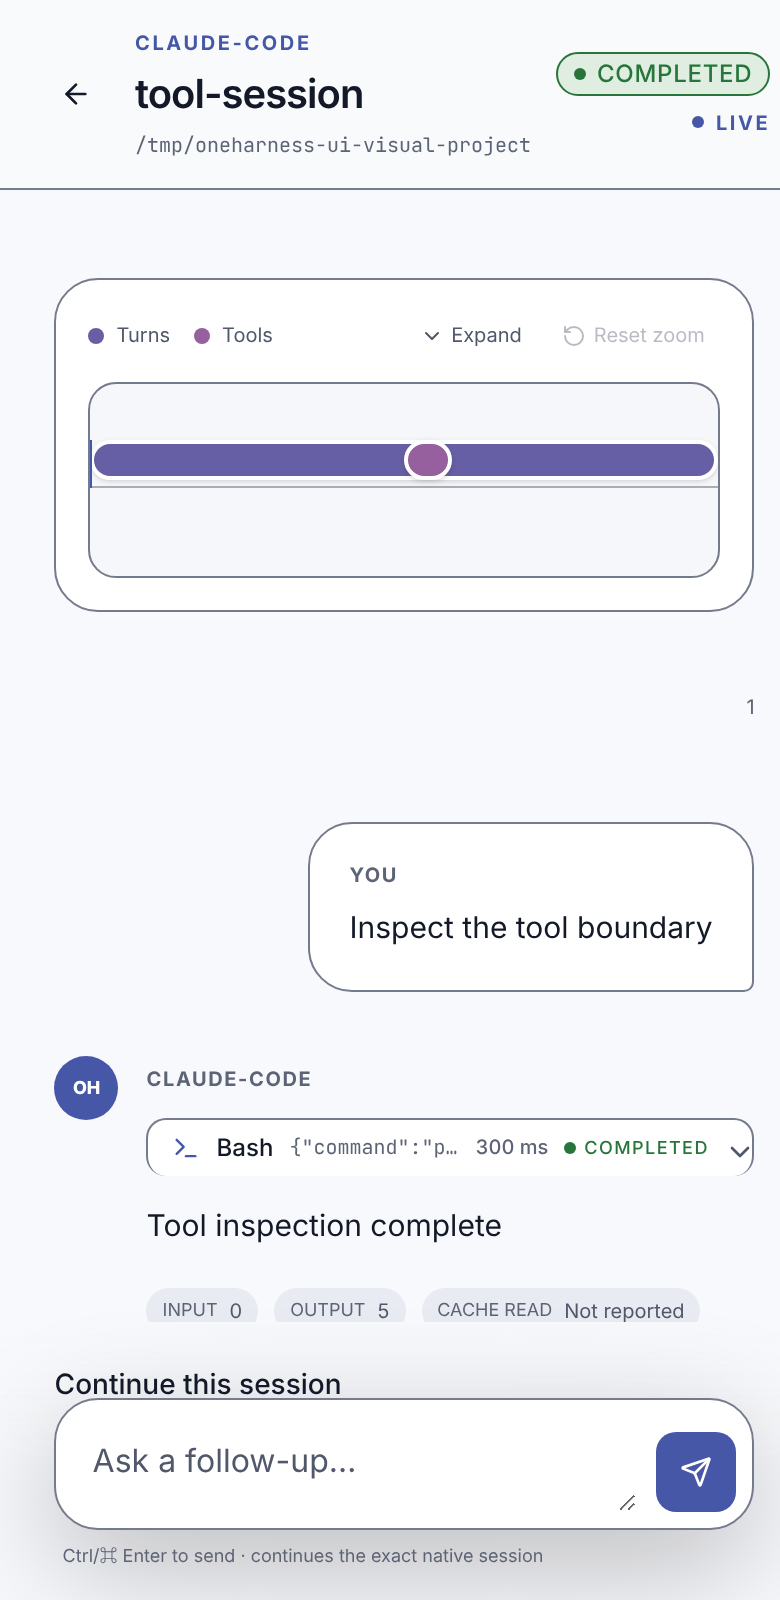 CLAUDE-CODE
tool-session
/tmp/oneharness-ui-visual-project
COMPLETED
LIVE
Turns Tools Expand Reset zoom
1
YOU
Inspect the tool boundary
OH CLAUDE-CODE
Bash {"command":"p… 300 ms COMPLETED
Tool inspection complete
INPUT 0 OUTPUT 5 CACHE READ Not reported
Continue this session
Ask a follow-up...
Ctrl/⌘ Enter to send · continues the exact native session